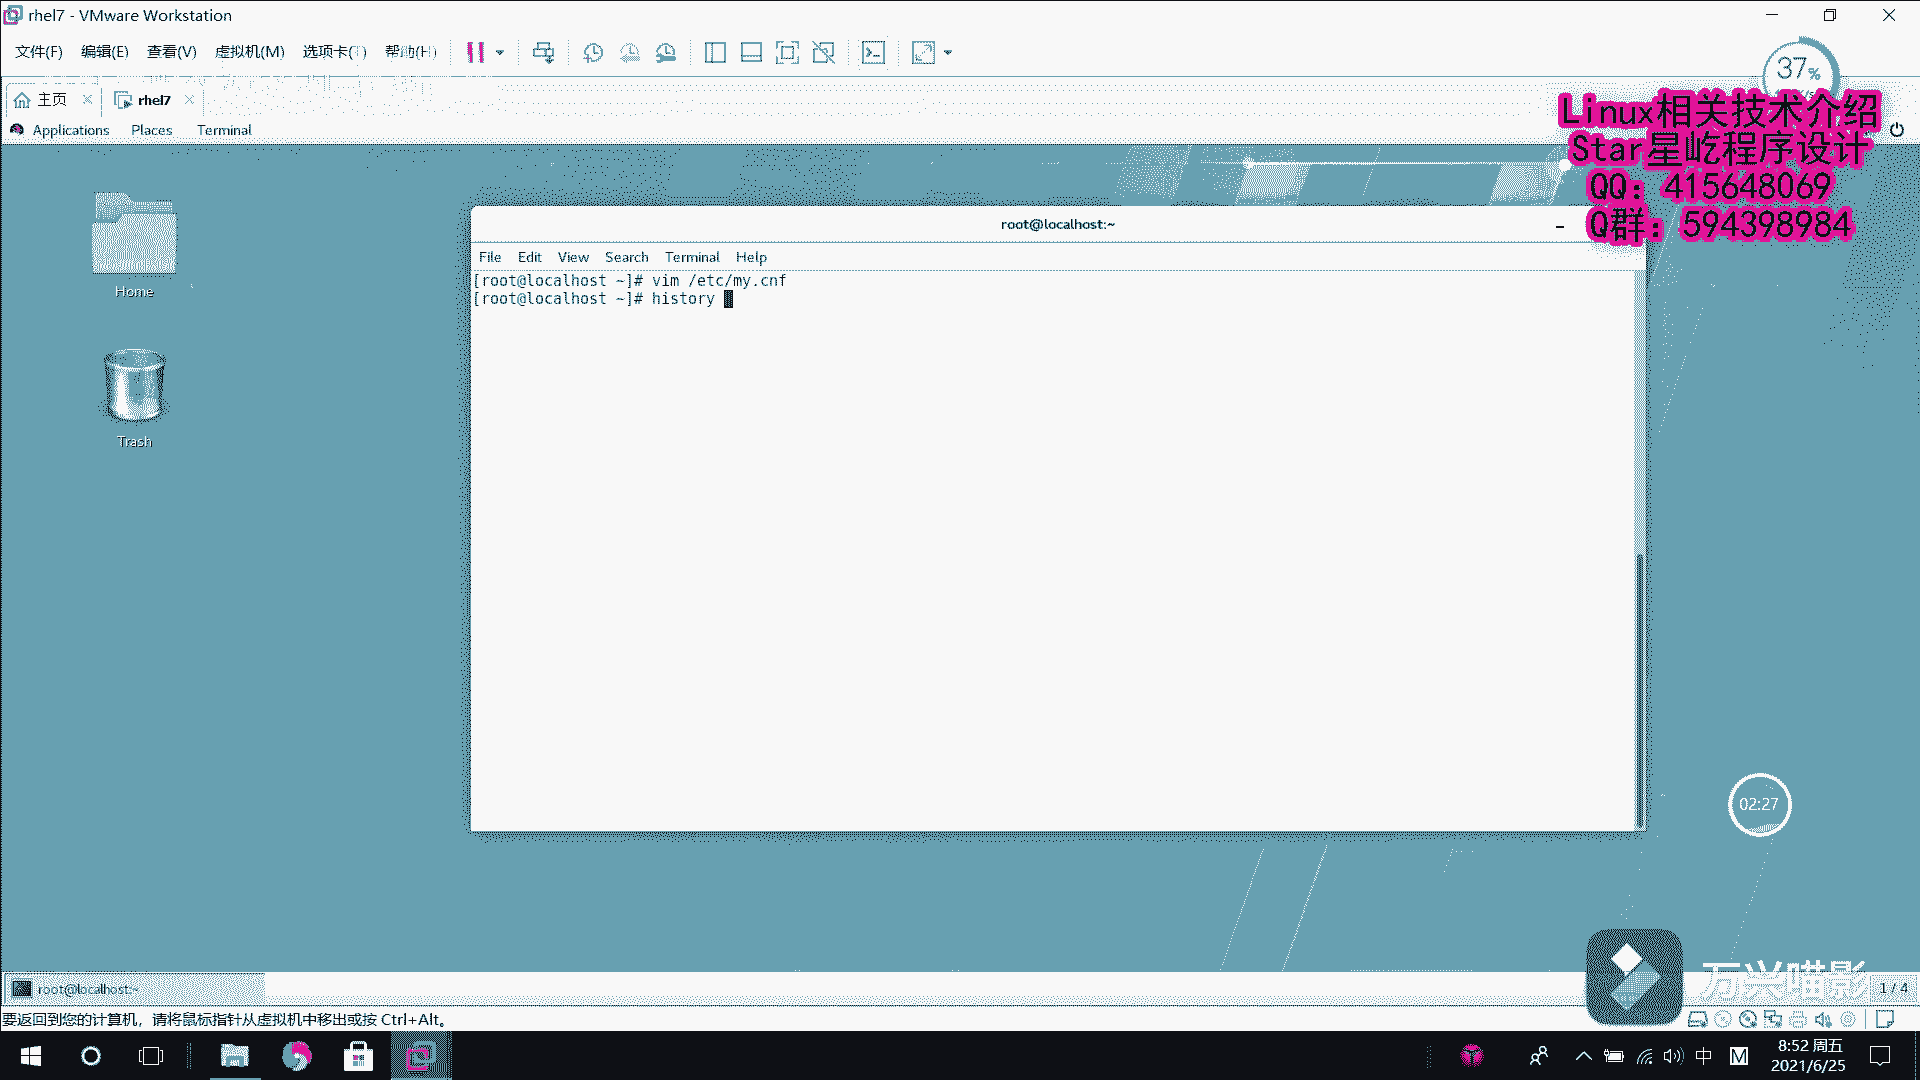 rhel7 - VMware Workstation
文件(F) 编辑(E) 查看(V) 虚拟机(M) 选项卡(T) 帮助(H)
37%
主页 rhel7
Linux相关技术介绍
Applications Places Terminal
Star星屹程序设计
QQ：415648069
Q群：594398984
root@localhost:~
File Edit View Search Terminal Help
[root@localhost ~]# vim /etc/my.cnf
[root@localhost ~]# history
Home
Trash
02:27
万兴喵影
root@localhost:~
1 / 4
要返回到您的计算机，请将鼠标指针从虚拟机中移出或按 Ctrl+Alt。
中 M
8:52 周五
2021/6/25